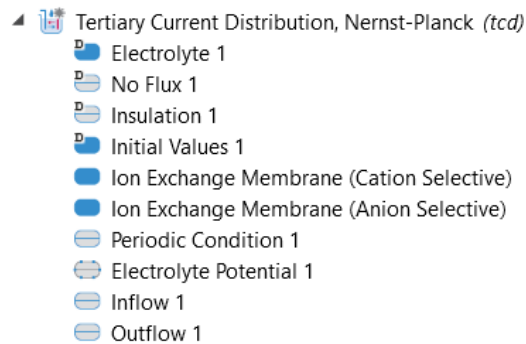 Tertiary Current Distribution, Nernst-Planck (tcd)
D Electrolyte 1
D No Flux 1
D Insulation 1
D Initial Values 1
Ion Exchange Membrane (Cation Selective)
Ion Exchange Membrane (Anion Selective)
Periodic Condition 1
Electrolyte Potential 1
Inflow 1
Outflow 1